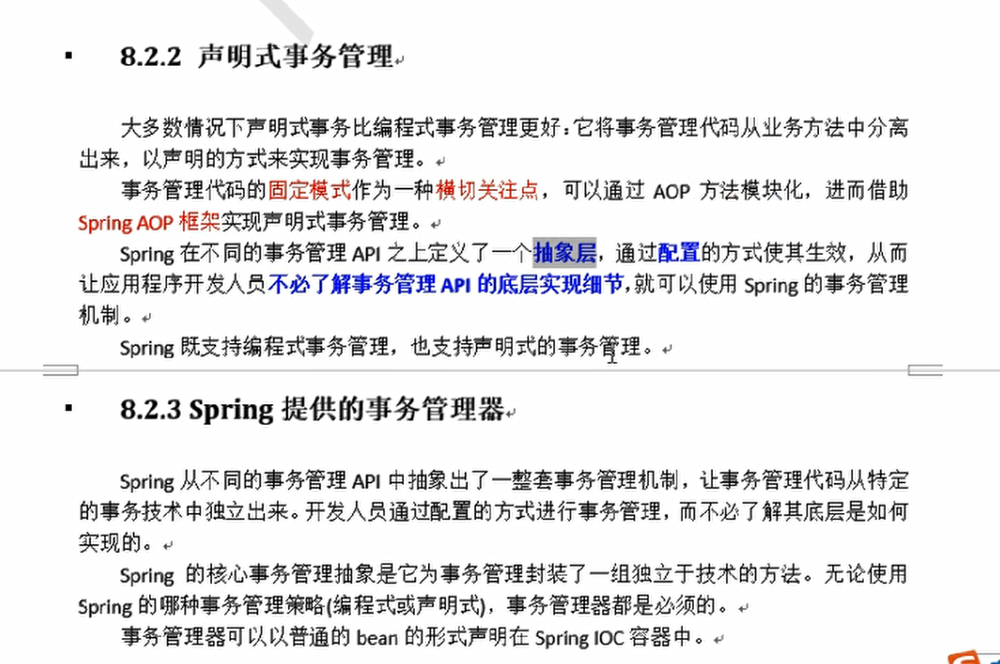 8.2.2 声明式事务管理
大多数情况下声明式事务比编程式事务管理更好：它将事务管理代码从业务方法中分离
出来，以声明的方式来实现事务管理。
事务管理代码的固定模式作为一种横切关注点，可以通过 AOP 方法模块化，进而借助
Spring AOP 框架实现声明式事务管理。
Spring 在不同的事务管理 API 之上定义了一个抽象层，通过配置的方式使其生效，从而
让应用程序开发人员不必了解事务管理 API 的底层实现细节，就可以使用 Spring 的事务管理
机制。
Spring 既支持编程式事务管理，也支持声明式的事务管理。
8.2.3 Spring 提供的事务管理器
Spring 从不同的事务管理 API 中抽象出了一整套事务管理机制，让事务管理代码从特定
的事务技术中独立出来。开发人员通过配置的方式进行事务管理，而不必了解其底层是如何
实现的。
Spring 的核心事务管理抽象是它为事务管理封装了一组独立于技术的方法。无论使用
Spring 的哪种事务管理策略(编程式或声明式)，事务管理器都是必须的。
事务管理器可以以普通的 bean 的形式声明在 Spring IOC 容器中。